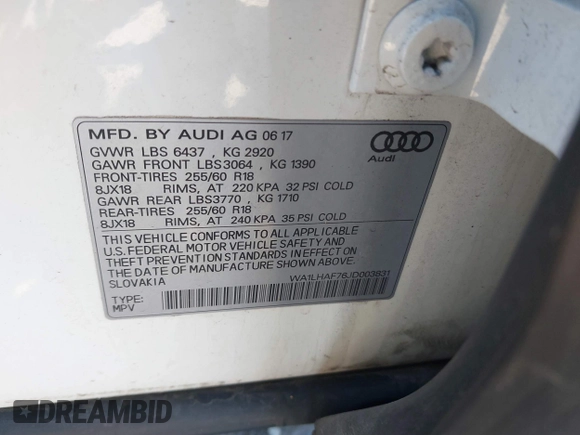 MFD. BY AUDI AG 06 17
GVWR LBS 6437 , KG 2920
GAWR FRONT LBS3064 , KG 1390
FRONT-TIRES 255/60 R18
8JX18 RIMS, AT 220 KPA 32 PSI COLD
GAWR REAR LBS3770 , KG 1710
REAR-TIRES 255/60 R18
8JX18 RIMS, AT 240 KPA 35 PSI COLD
THIS VEHICLE CONFORMS TO ALL APPLICABLE
U.S. FEDERAL MOTOR VEHICLE SAFETY AND
THEFT PREVENTION STANDARDS IN EFFECT ON
THE DATE OF MANUFACTURE SHOWN ABOVE.
SLOVAKIA
WA1LHAF76JD003831
TYPE:
MPV
Audi
DREAMBID